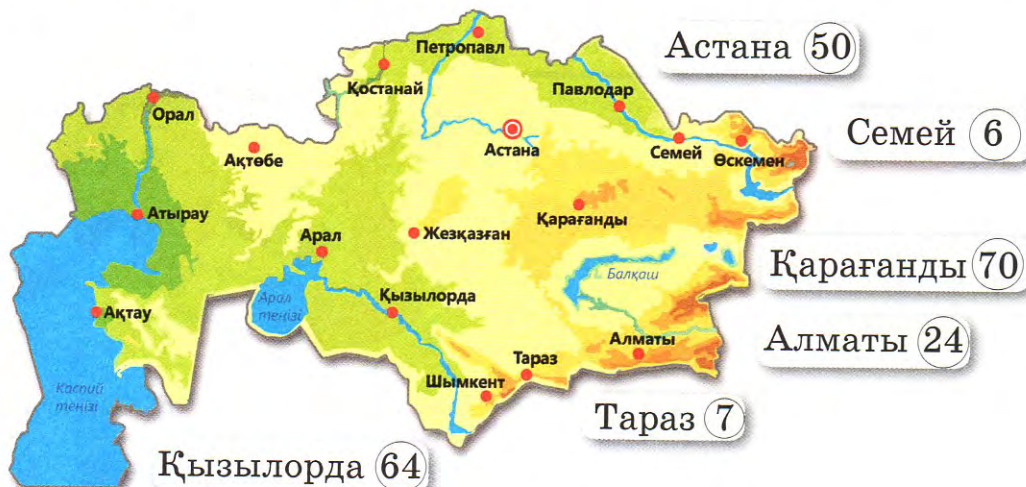 Петропавл
Қостанай
Павлодар
Орал
Ақтөбе
Астана
Семей
Өскемен
Атырау
Қарағанды
Арал
Жезқазған
Балқаш
Арал
теңізі
Қызылорда
Ақтау
Алматы
Тараз
Шымкент
Каспий
теңізі
Астана 50
Семей 6
Қарағанды 70
Алматы 24
Тараз 7
Қызылорда 64